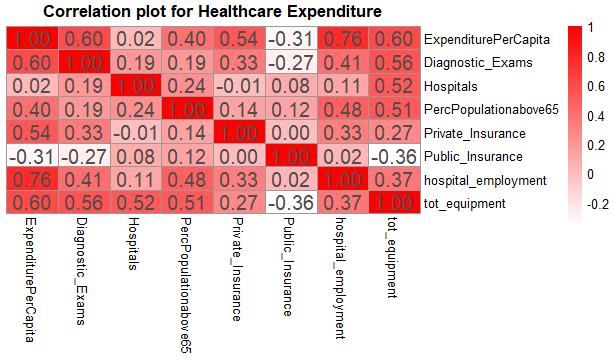 Correlation plot for Healthcare Expenditure
1.00 0.60 0.02 0.40 0.54 -0.31 0.76 0.60 ExpenditurePerCapita
0.60 1.00 0.19 0.19 0.33 -0.27 0.41 0.56 Diagnostic_Exams
0.02 0.19 1.00 0.24 -0.01 0.08 0.11 0.52 Hospitals
0.40 0.19 0.24 1.00 0.14 0.12 0.48 0.51 PercPopulationabove65
0.54 0.33 -0.01 0.14 1.00 0.00 0.33 0.27 Private_Insurance
-0.31 -0.27 0.08 0.12 0.00 1.00 0.02 -0.36 Public_Insurance
0.76 0.41 0.11 0.48 0.33 0.02 1.00 0.37 hospital_employment
0.60 0.56 0.52 0.51 0.27 -0.36 0.37 1.00 tot_equipment
ExpenditurePerCapita
Diagnostic_Exams
Hospitals
PercPopulationabove65
Private_Insurance
Public_Insurance
hospital_employment
tot_equipment
1
0.8
0.6
0.4
0.2
0
-0.2